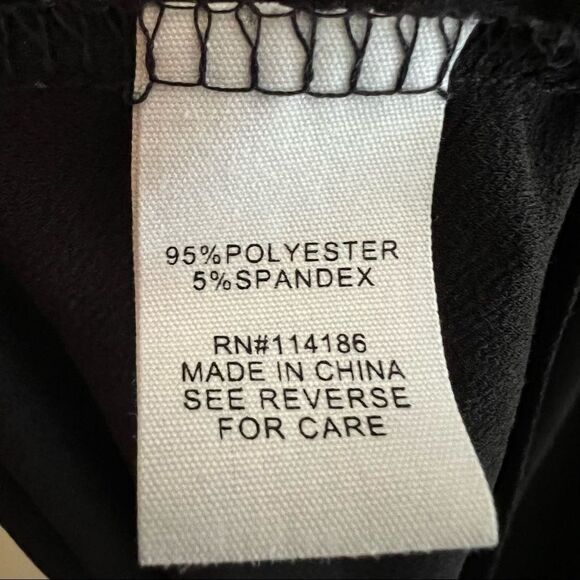 95%POLYESTER
5%SPANDEX
RN#114186
MADE IN CHINA
SEE REVERSE
FOR CARE